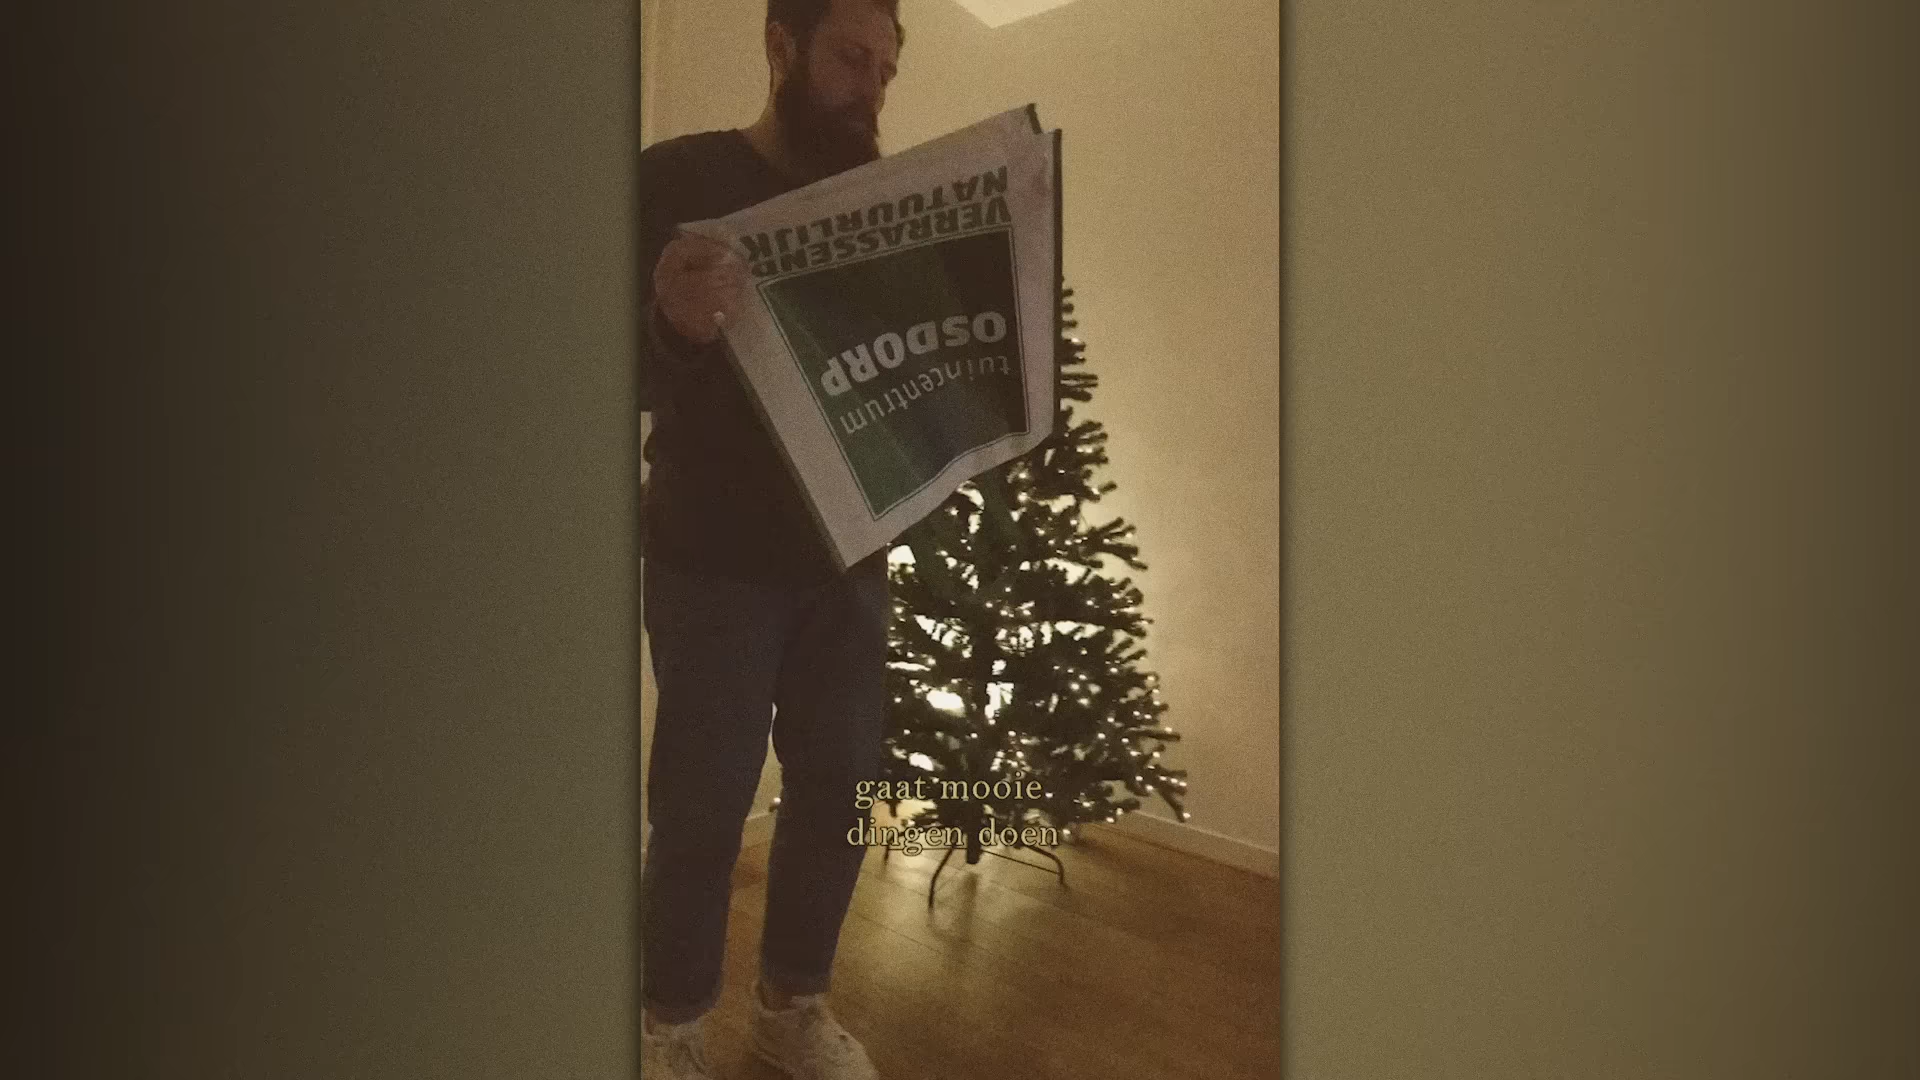 tuincentrum
OSDORP
VERRASSEND
NATUURLIJK
gaat mooie
dingen doen